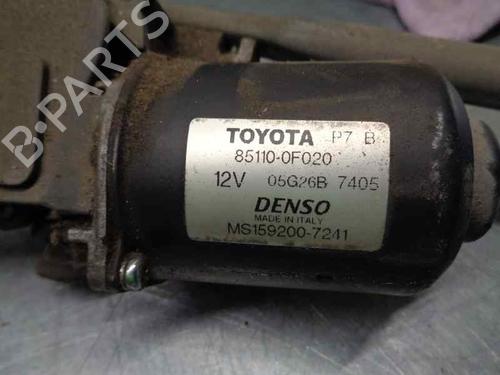 TOYOTA P7 B
85110-0F020
12V 05G26B 7405
DENSO
MADE IN ITALY
MS159200-7241
B-Parts